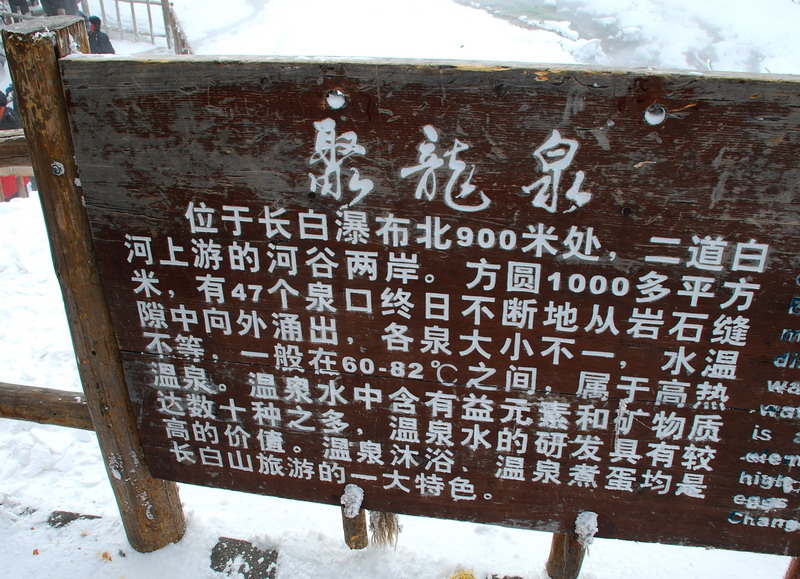 聚龍泉
位于长白瀑布北900米处，二道白
河上游的河谷两岸。方圆1000多平方
米，有47个泉口终日不断地从岩石缝
隙中向外涌出，各泉大小不一，水温
不等，一般在60-82℃之间，属于高热
温泉。温泉水中含有益元素和矿物质
达数十种之多，温泉水的研发具有较
高的价值。温泉沐浴、温泉煮蛋均是
长白山旅游的一大特色。
is a
high
eggs
Chang